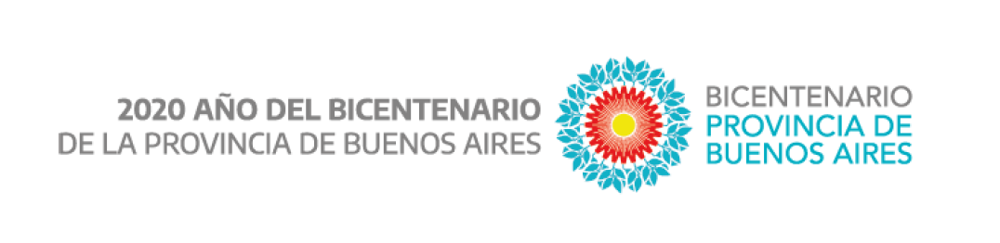 2020 AÑO DEL BICENTENARIO
DE LA PROVINCIA DE BUENOS AIRES
BICENTENARIO
PROVINCIA DE
BUENOS AIRES